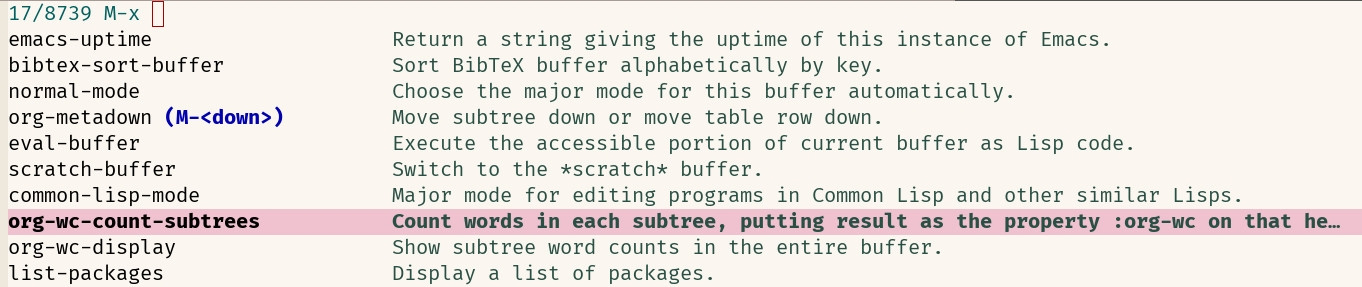 17/8739 M-x
emacs-uptime Return a string giving the uptime of this instance of Emacs.
bibtex-sort-buffer Sort BibTeX buffer alphabetically by key.
normal-mode Choose the major mode for this buffer automatically.
org-metadown (M-<down>) Move subtree down or move table row down.
eval-buffer Execute the accessible portion of current buffer as Lisp code.
scratch-buffer Switch to the *scratch* buffer.
common-lisp-mode Major mode for editing programs in Common Lisp and other similar Lisps.
org-wc-count-subtrees Count words in each subtree, putting result as the property :org-wc on that he…
org-wc-display Show subtree word counts in the entire buffer.
list-packages Display a list of packages.